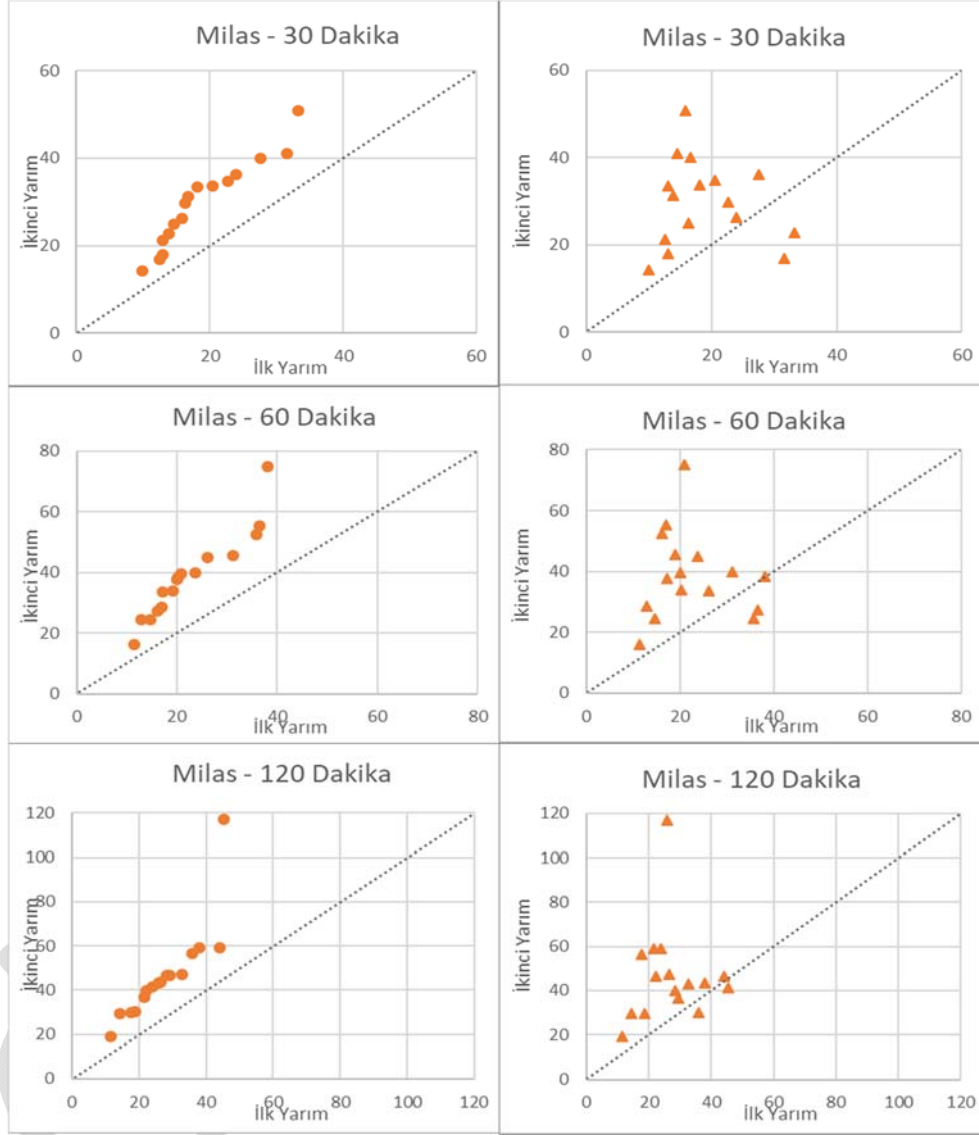 Milas - 30 Dakika
60
40
20
0
İkinci Yarım
0 20 40 60
İlk Yarım
Milas - 30 Dakika
60
40
20
0
İkinci Yarım
0 20 40 60
İlk Yarım
Milas - 60 Dakika
80
60
40
20
0
İkinci Yarım
0 20 40 60 80
İlk Yarım
Milas - 60 Dakika
80
60
40
20
0
İkinci Yarım
0 20 40 60 80
İlk Yarım
Milas - 120 Dakika
120
100
80
60
40
20
0
İkinci Yarım
0 20 40 60 80 100 120
İlk Yarım
Milas - 120 Dakika
120
100
80
60
40
20
0
İkinci Yarım
0 20 40 60 80 100 120
İlk Yarım